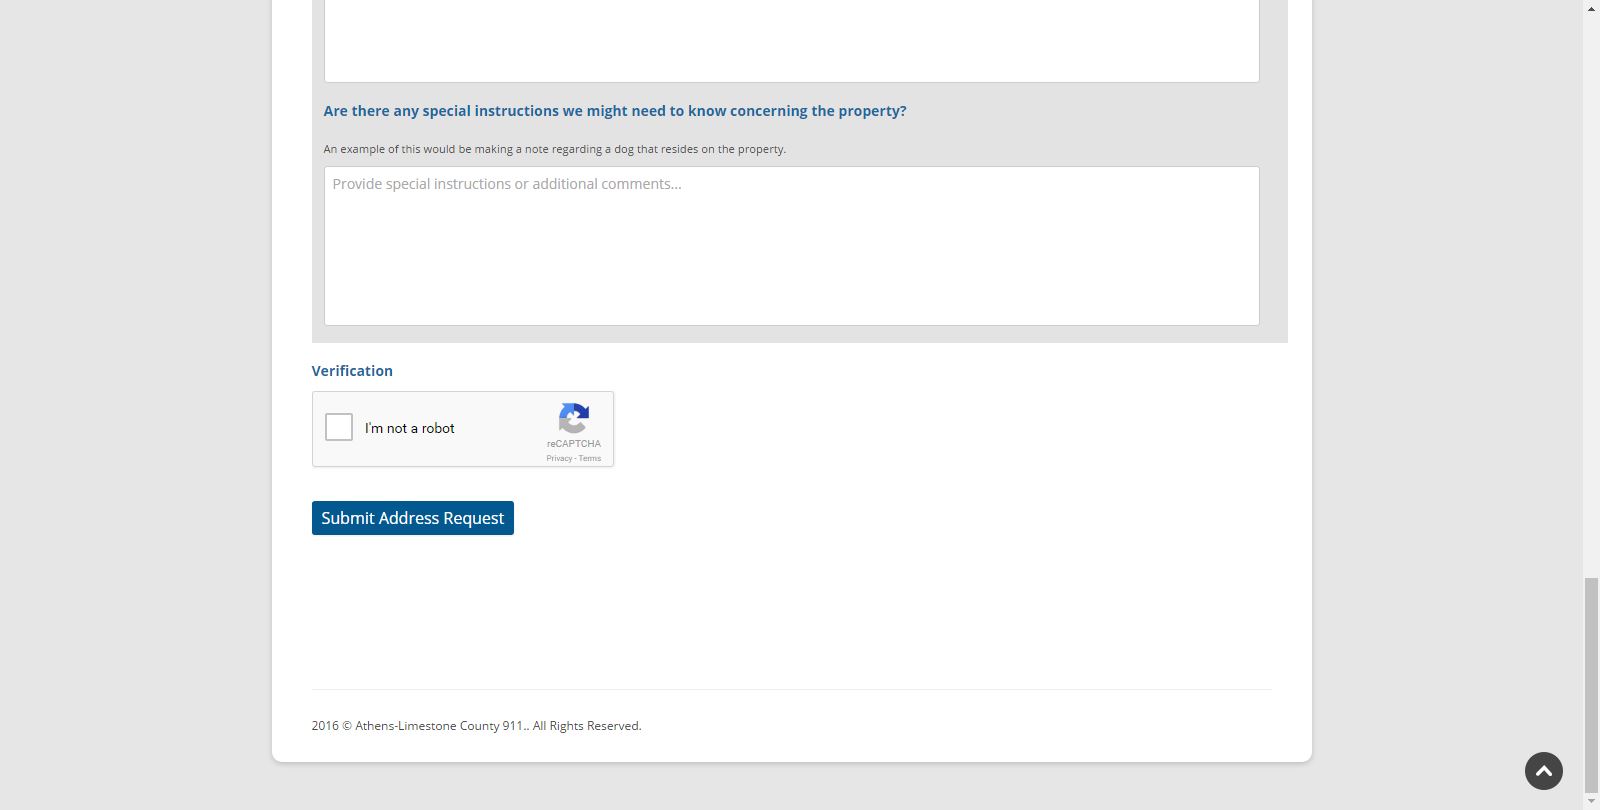 Are there any special instructions we might need to know concerning the property?
An example of this would be making a note regarding a dog that resides on the property.
Provide special instructions or additional comments...
Verification
I'm not a robot
reCAPTCHA
Privacy - Terms
Submit Address Request
2016 © Athens-Limestone County 911.. All Rights Reserved.